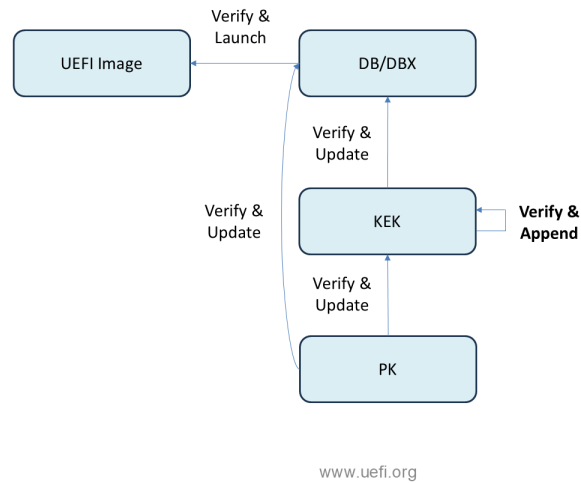 Verify &
Launch
UEFI Image
DB/DBX
Verify &
Update
Verify &
Update
KEK
Verify &
Append
Verify &
Update
PK
www.uefi.org